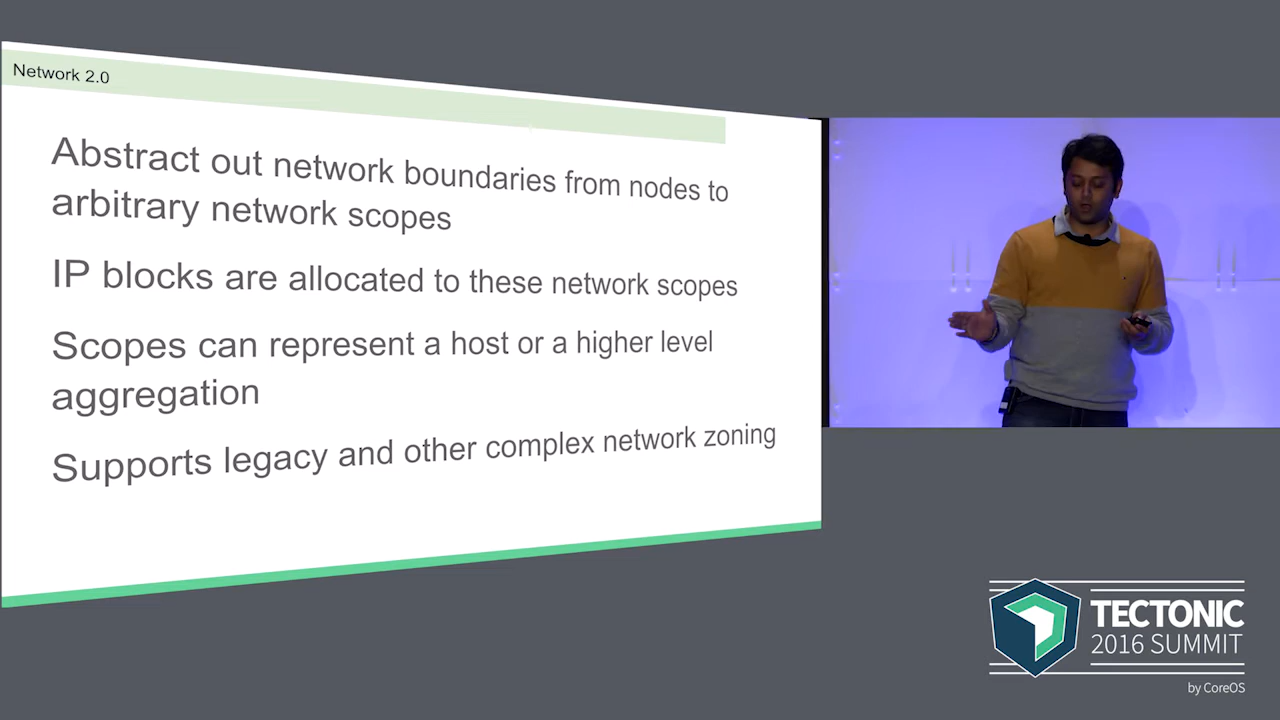 Network 2.0
Abstract out network boundaries from nodes to
arbitrary network scopes
IP blocks are allocated to these network scopes
Scopes can represent a host or a higher level
aggregation
Supports legacy and other complex network zoning
TECTONIC
2016 SUMMIT
by CoreOS